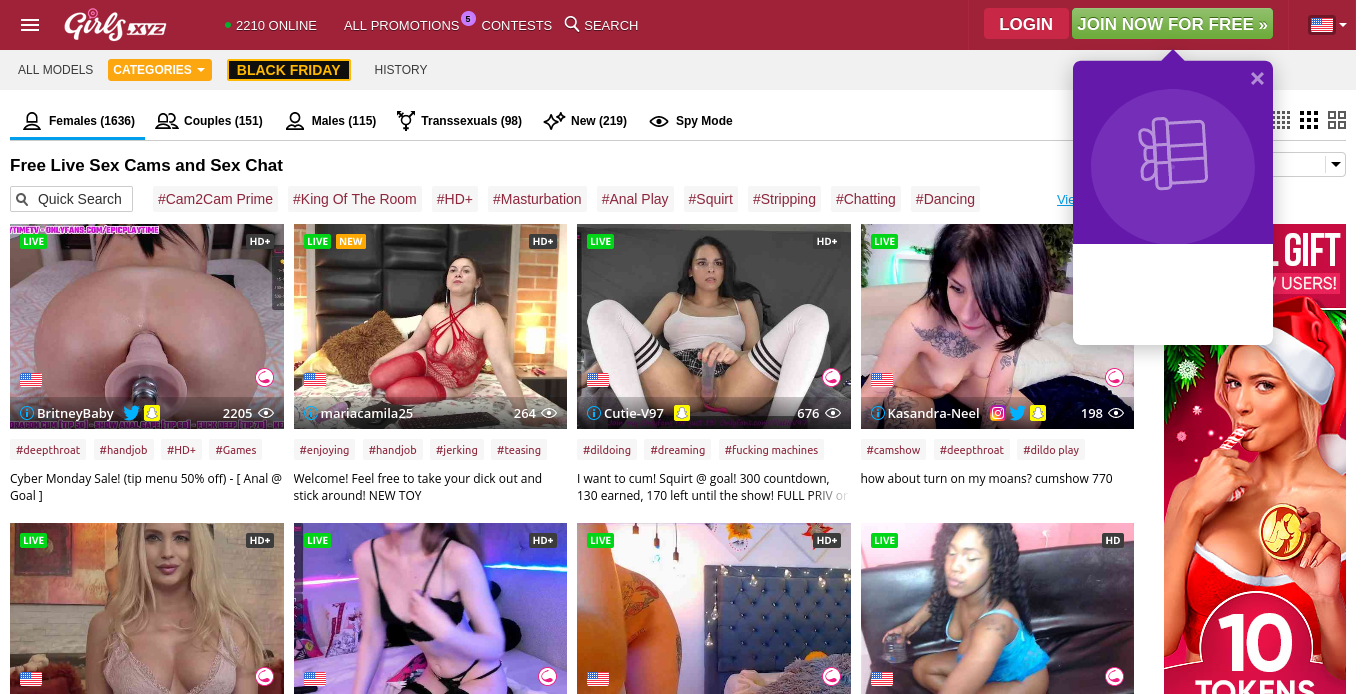 Girls.XYZ
2210 ONLINE
ALL PROMOTIONS 5
CONTESTS
SEARCH
LOGIN
JOIN NOW FOR FREE »
ALL MODELS
CATEGORIES
BLACK FRIDAY
HISTORY
Females (1636)
Couples (151)
Males (115)
Transsexuals (98)
New (219)
Spy Mode
Free Live Sex Cams and Sex Chat
Quick Search
#Cam2Cam Prime
#King Of The Room
#HD+
#Masturbation
#Anal Play
#Squirt
#Stripping
#Chatting
#Dancing
LIVE
HD+
LIVE
NEW
HD+
LIVE
HD+
LIVE
GIFT
USERS!
BritneyBaby
2205
mariacamila25
264
Cutie-V97
676
Kasandra-Neel
198
#deepthroat
#handjob
#HD+
#Games
#enjoying
#handjob
#jerking
#teasing
#dildoing
#dreaming
#fucking machines
#camshow
#deepthroat
#dildo play
Cyber Monday Sale! (tip menu 50% off) - [ Anal @
Goal ]
Welcome! Feel free to take your dick out and
stick around! NEW TOY
I want to cum! Squirt @ goal! 300 countdown,
130 earned, 170 left until the show! FULL PRIV or
how about turn on my moans? cumshow 770
LIVE
HD+
LIVE
HD+
LIVE
HD+
LIVE
HD
10
TOKENS